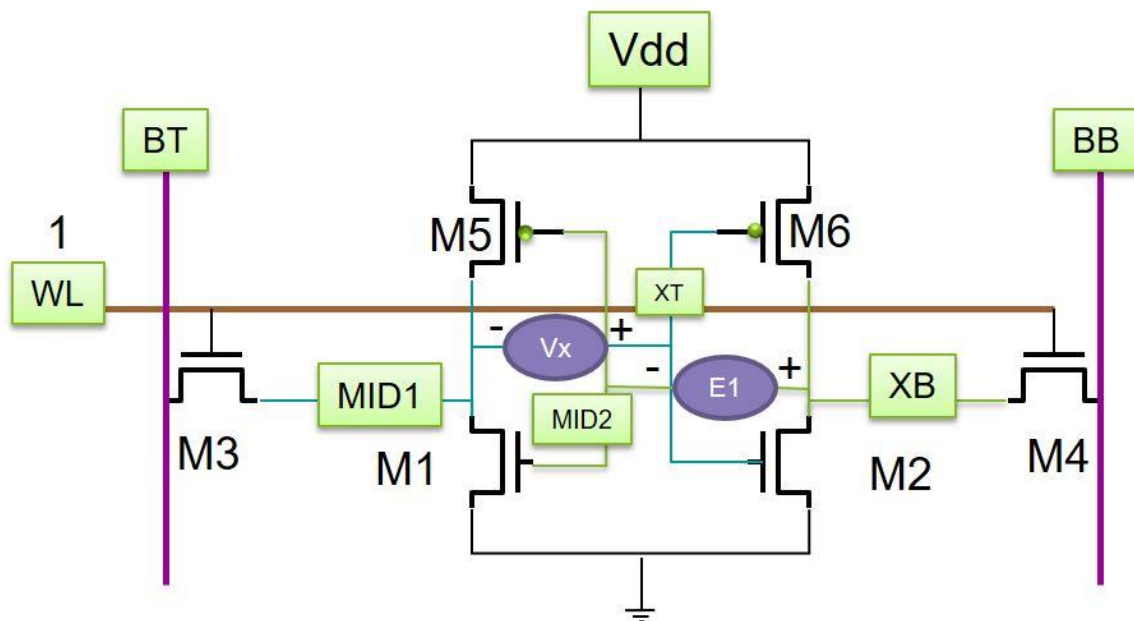 Vdd
BT
BB
1
WL
M5
M6
XT
- Vx +
- E1 +
MID1
MID2
XB
M3
M1
M2
M4